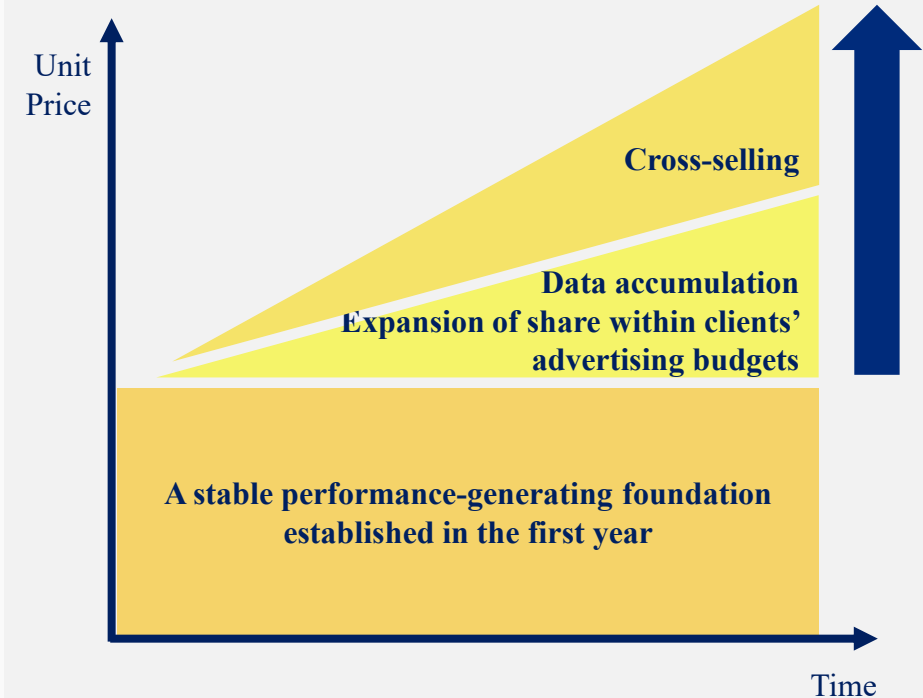 Unit
Price
Cross-selling
Data accumulation
Expansion of share within clients’
advertising budgets
A stable performance-generating foundation
established in the first year
Time